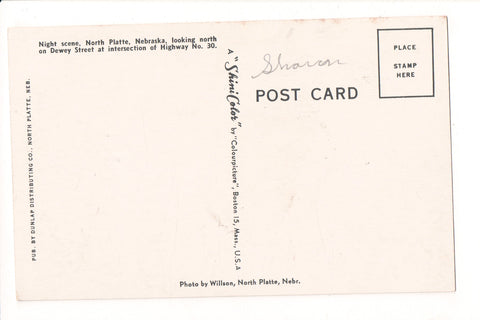 Night scene, North Platte, Nebraska, looking north
on Dewey Street at intersection of Highway No. 30.
PUB. BY DUNLAP DISTRIBUTING CO., NORTH PLATTE, NEB.
A "ShiniColor" by "Colourpicture", Boston 15, Mass., U.S.A
Sharon
POST CARD
PLACE
STAMP
HERE
Photo by Willson, North Platte, Nebr.